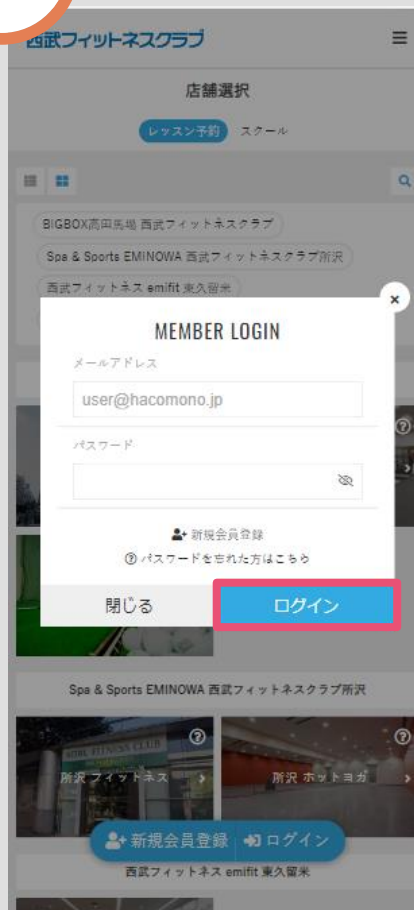 西武フィットネスクラブ
店舗選択
レッスン予約 スクール
BIGBOX高田馬場 西武フィットネスクラブ
Spa & Sports EMINOWA 西武フィットネスクラブ所沢
西武フィットネス emifit 東久留米
MEMBER LOGIN
メールアドレス
user@hacomono.jp
パスワード
新規会員登録
パスワードを忘れた方はこちら
閉じる ログイン
Spa & Sports EMINOWA 西武フィットネスクラブ所沢
HOTEL FITNESS CLUB
所沢 フィットネス 所沢 ホットヨガ
新規会員登録 ログイン
西武フィットネス emifit 東久留米